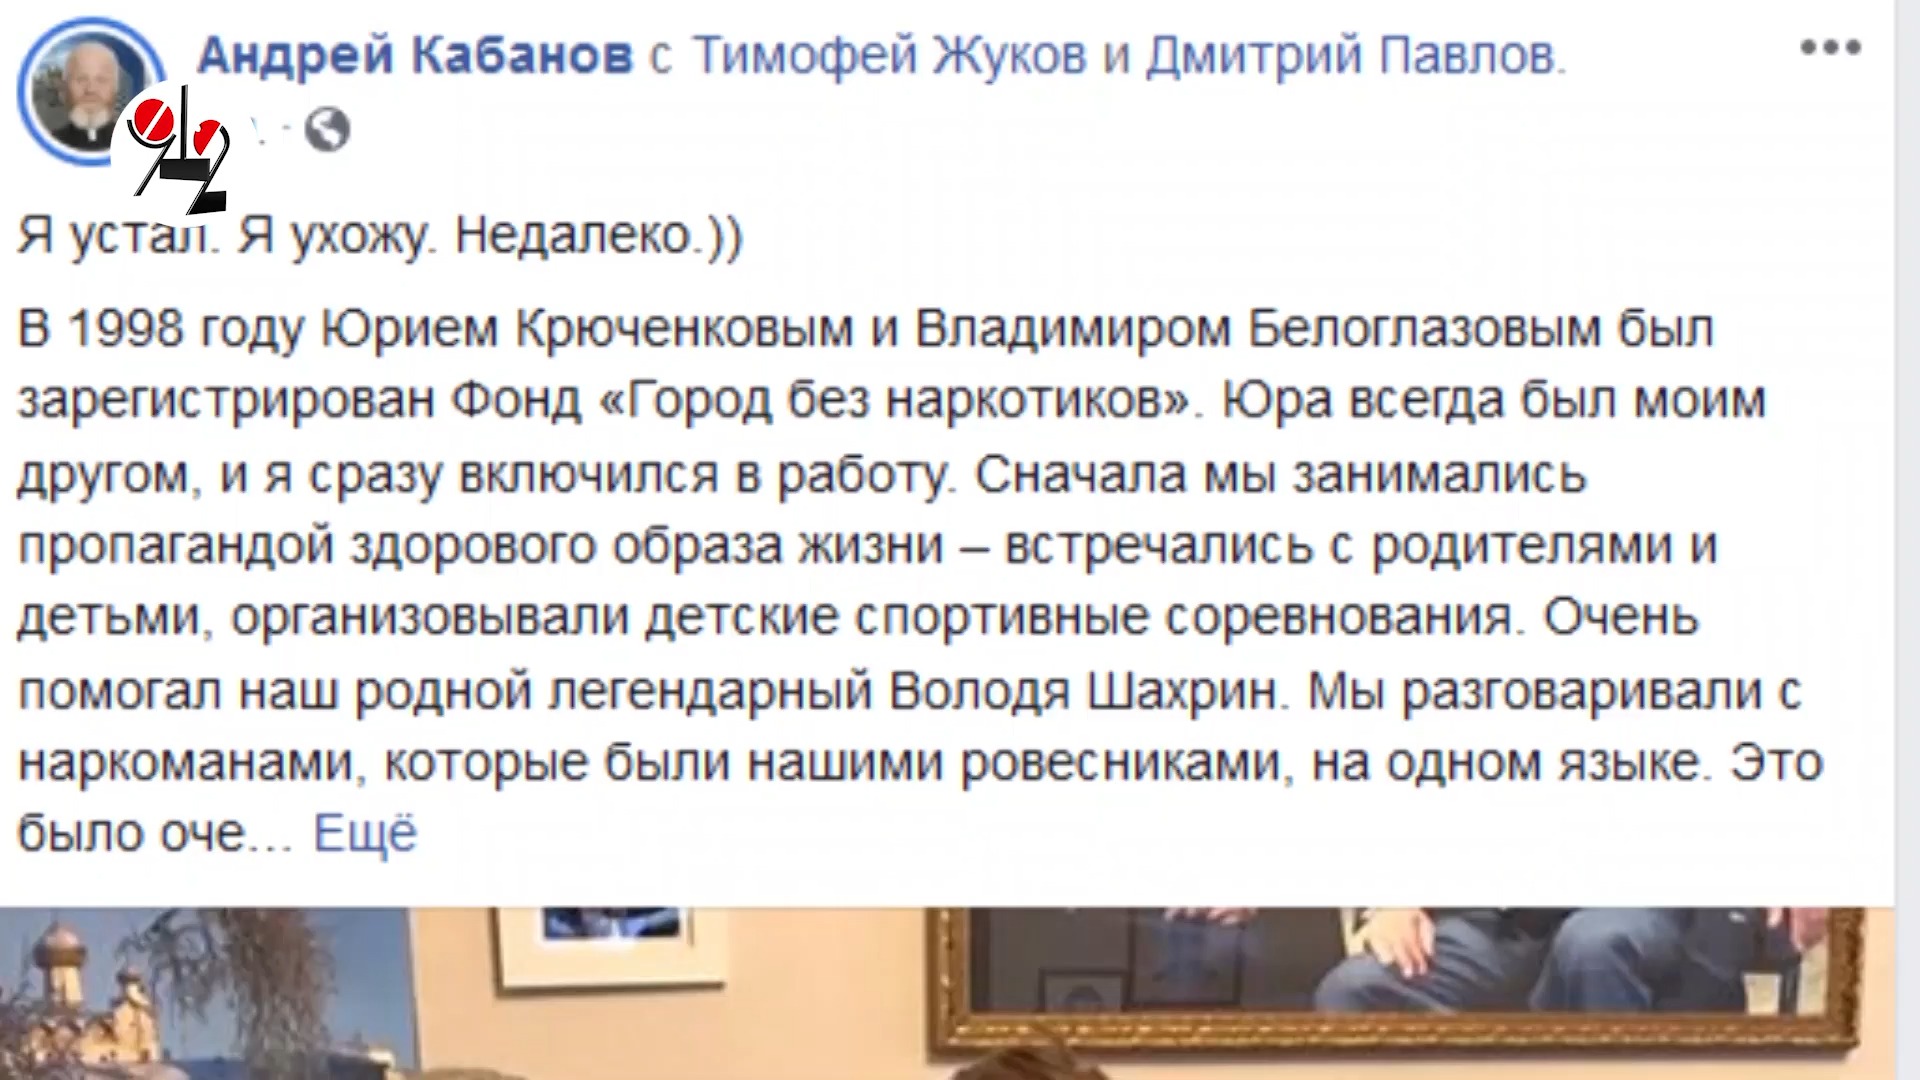 Андрей Кабанов с Тимофей Жуков и Дмитрий Павлов.
Я устал. Я ухожу. Недалеко.))
В 1998 году Юрием Крюченковым и Владимиром Белоглазовым был
зарегистрирован Фонд «Город без наркотиков». Юра всегда был моим
другом, и я сразу включился в работу. Сначала мы занимались
пропагандой здорового образа жизни – встречались с родителями и
детьми, организовывали детские спортивные соревнования. Очень
помогал наш родной легендарный Володя Шахрин. Мы разговаривали с
наркоманами, которые были нашими ровесниками, на одном языке. Это
было оче... Ещё